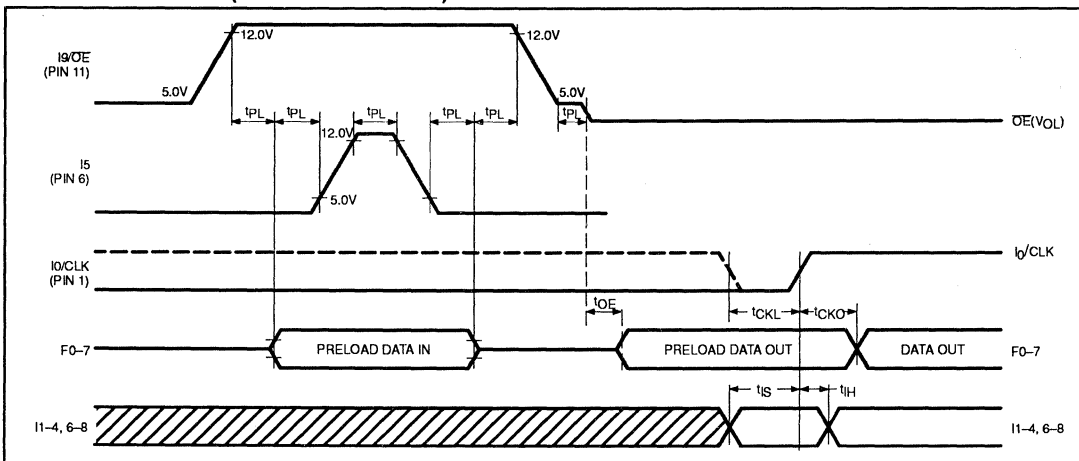 I9/OE
(PIN 11)
12.0V
12.0V
5.0V
5.0V
tPL
tPL
tPL
tPL
tPL
tPL
OE(VOL)
I5
(PIN 6)
12.0V
5.0V
I0/CLK
(PIN 1)
I0/CLK
tOE
tCKL
tCKO
F0–7
PRELOAD DATA IN
PRELOAD DATA OUT
DATA OUT
F0–7
tIS
tIH
I1–4, 6–8
I1–4, 6–8